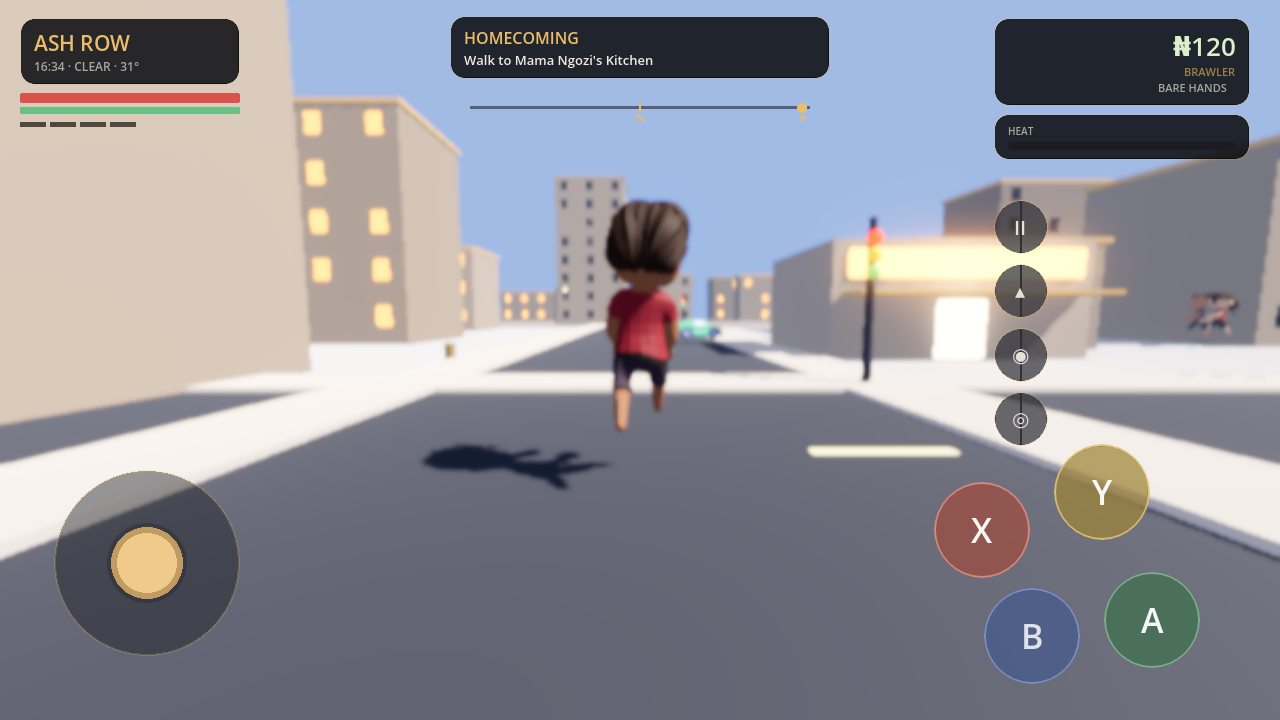 ASH ROW
16:34 · CLEAR · 31°
HOMECOMING
Walk to Mama Ngozi's Kitchen
N
₦120
BRAWLER
BARE HANDS
HEAT
Y
X
B
A